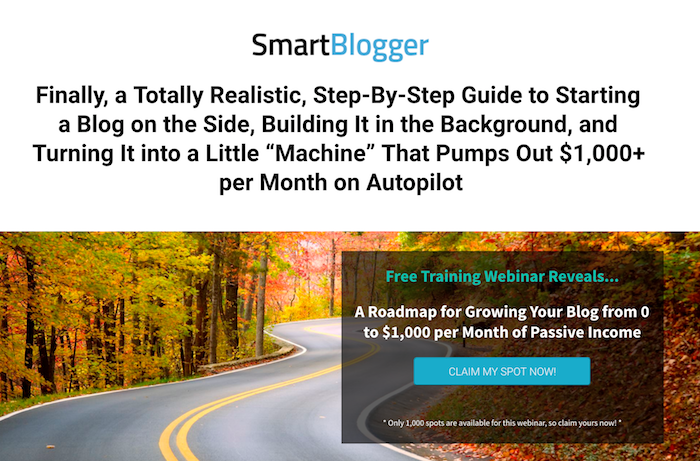 SmartBlogger
Finally, a Totally Realistic, Step-By-Step Guide to Starting
a Blog on the Side, Building It in the Background, and
Turning It into a Little “Machine” That Pumps Out $1,000+
per Month on Autopilot
Free Training Webinar Reveals...
A Roadmap for Growing Your Blog from 0
to $1,000 per Month of Passive Income
CLAIM MY SPOT NOW!
* Only 1,000 spots are available for this webinar, so claim yours now! *